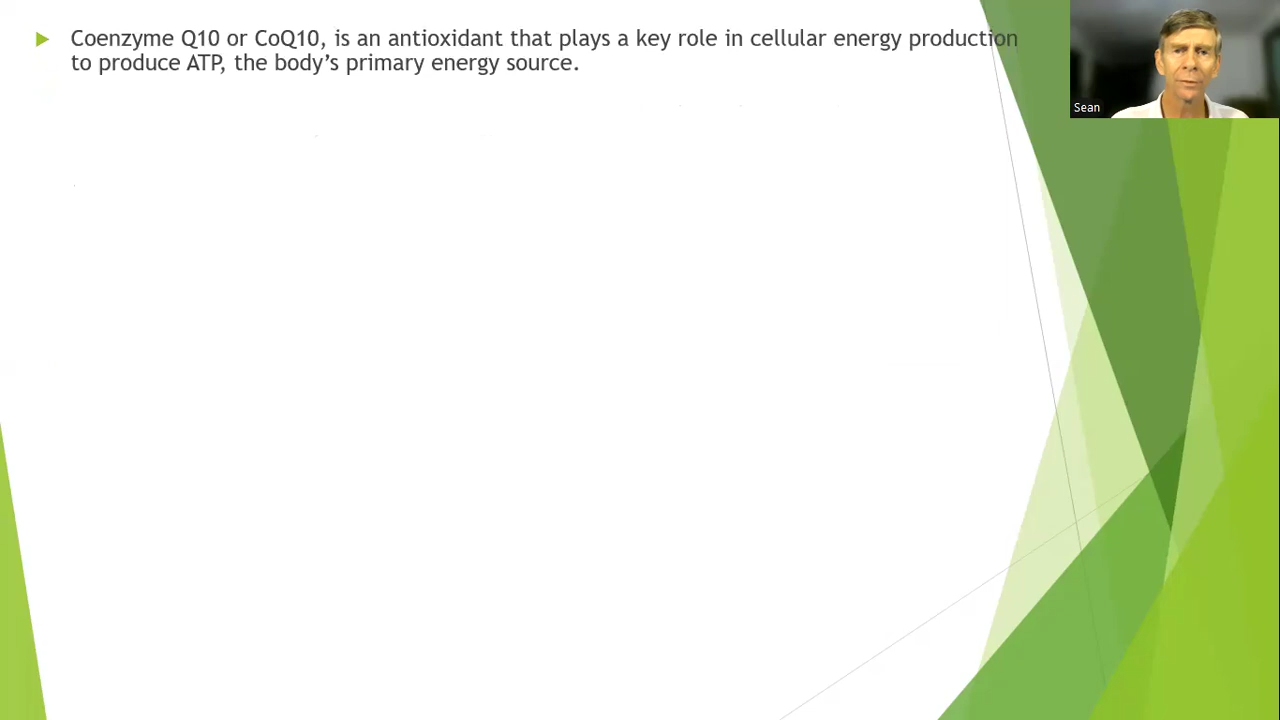 Coenzyme Q10 or CoQ10, is an antioxidant that plays a key role in cellular energy production
to produce ATP, the body’s primary energy source.
Sean